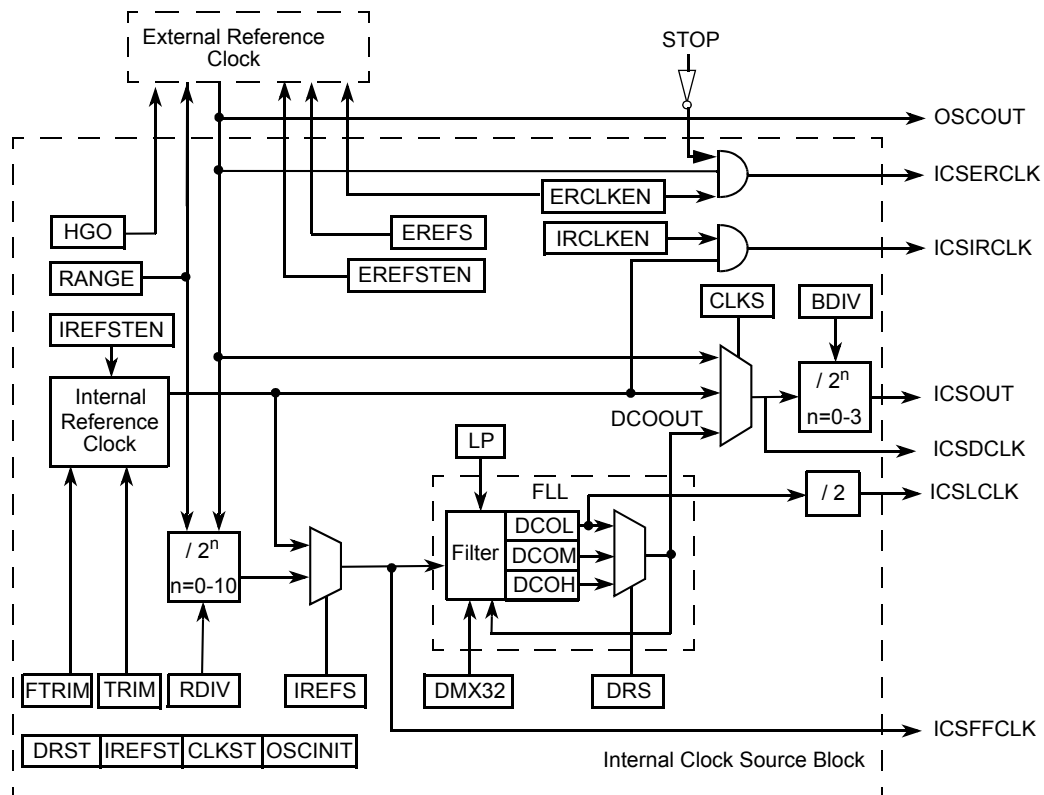 External Reference
Clock
STOP
OSCOUT
ICSERCLK
ERCLKEN
HGO
EREFS
IRCLKEN
ICSIRCLK
RANGE
EREFSTEN
CLKS
BDIV
IREFSTEN
Internal
Reference
Clock
/ 2n
n=0-3
ICSOUT
DCOOUT
LP
ICSDCLK
FLL
/ 2
ICSLCLK
/ 2n
n=0-10
Filter
DCOL
DCOM
DCOH
FTRIM
TRIM
RDIV
IREFS
DMX32
DRS
ICSFFCLK
DRST
IREFST
CLKST
OSCINIT
Internal Clock Source Block